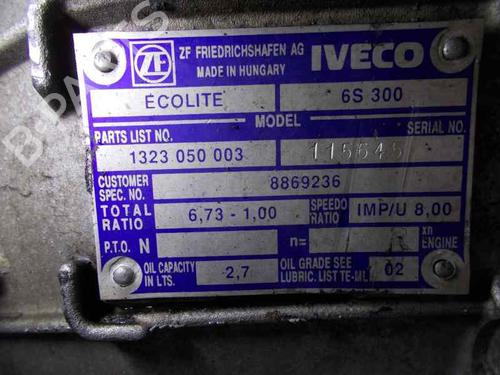 ZF
ZF FRIEDRICHSHAFEN AG
IVECO
MADE IN HUNGARY
ECOLITE
6S 300
MODEL
PARTS LIST NO.
SERIAL NO.
1323 050 003
115645
CUSTOMER
SPEC. NO.
8869236
TOTAL
RATIO
6,73 - 1,00
SPEEDO
RATIO
IMP/U 8,00
P.T.O. N
n=
xn
ENGINE
OIL CAPACITY
IN LTS.
2,7
OIL GRADE SEE
LUBRIC. LIST TE-ML
02